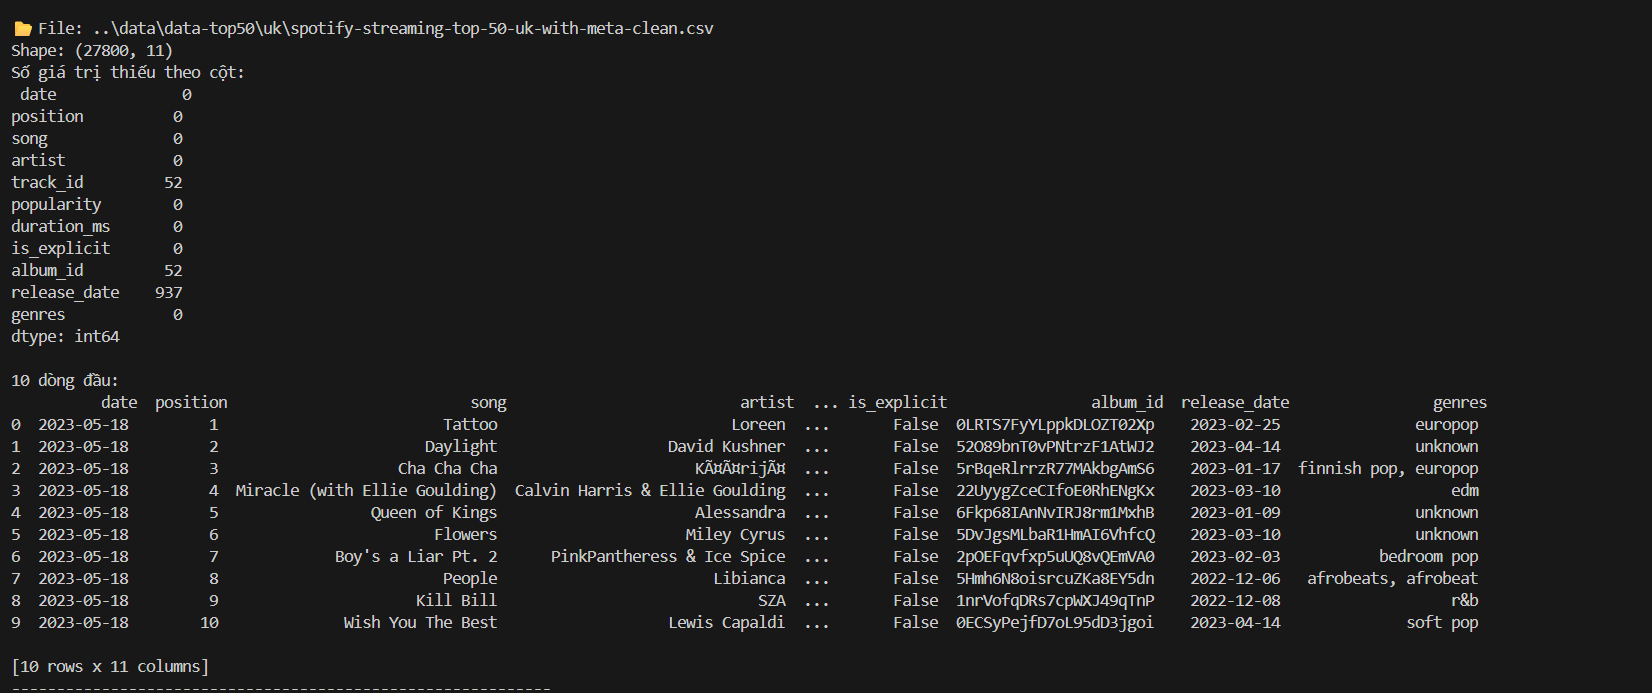 File: ..\data\data-top50\uk\spotify-streaming-top-50-uk-with-meta-clean.csv
Shape: (27800, 11)
Số giá trị thiếu theo cột:
date 0
position 0
song 0
artist 0
track_id 52
popularity 0
duration_ms 0
is_explicit 0
album_id 52
release_date 937
genres 0
dtype: int64
10 dòng đầu:
date position song artist ... is_explicit album_id release_date genres
0 2023-05-18 1 Tattoo Loreen ... False 0LRTS7FyYLppkDLOZT02Xp 2023-02-25 europop
1 2023-05-18 2 Daylight David Kushner ... False 52O89bnT0vPNtrzF1AtWJ2 2023-04-14 unknown
2 2023-05-18 3 Cha Cha Cha KÃ¤Ã¤rijÃ¤ ... False 5rBqeRlrrzR77MAkbgAmS6 2023-01-17 finnish pop, europop
3 2023-05-18 4 Miracle (with Ellie Goulding) Calvin Harris & Ellie Goulding ... False 22UyygZceCIfoE0RhENgKx 2023-03-10 edm
4 2023-05-18 5 Queen of Kings Alessandra ... False 6Fkp68IAnNvIRJ8rm1MxhB 2023-01-09 unknown
5 2023-05-18 6 Flowers Miley Cyrus ... False 5DvJgsMLbaR1HmAI6VhfcQ 2023-03-10 unknown
6 2023-05-18 7 Boy's a Liar Pt. 2 PinkPantheress & Ice Spice ... False 2pOEFqvfxp5uUQ8vQEmVA0 2023-02-03 bedroom pop
7 2023-05-18 8 People Libianca ... False 5Hmh6N8oisrcuZKa8EY5dn 2022-12-06 afrobeats, afrobeat
8 2023-05-18 9 Kill Bill SZA ... False 1nrVofqDRs7cpWXJ49qTnP 2022-12-08 r&b
9 2023-05-18 10 Wish You The Best Lewis Capaldi ... False 0ECSyPejfD7oL95dD3jgoi 2023-04-14 soft pop
[10 rows x 11 columns]
------------------------------------------------------------